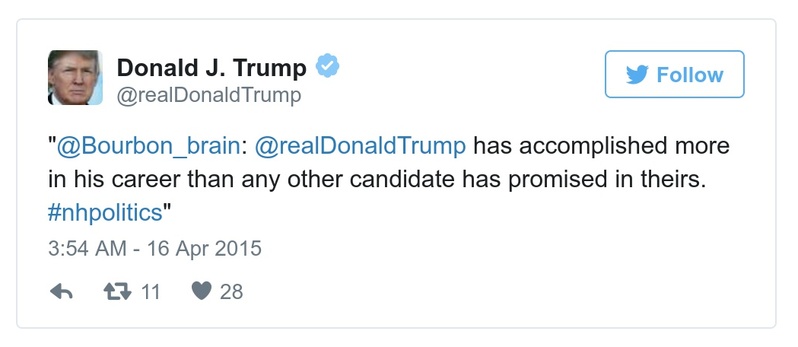 Donald J. Trump
@realDonaldTrump
Follow
"@Bourbon_brain: @realDonaldTrump has accomplished more
in his career than any other candidate has promised in theirs.
#nhpolitics"
3:54 AM - 16 Apr 2015
11 28